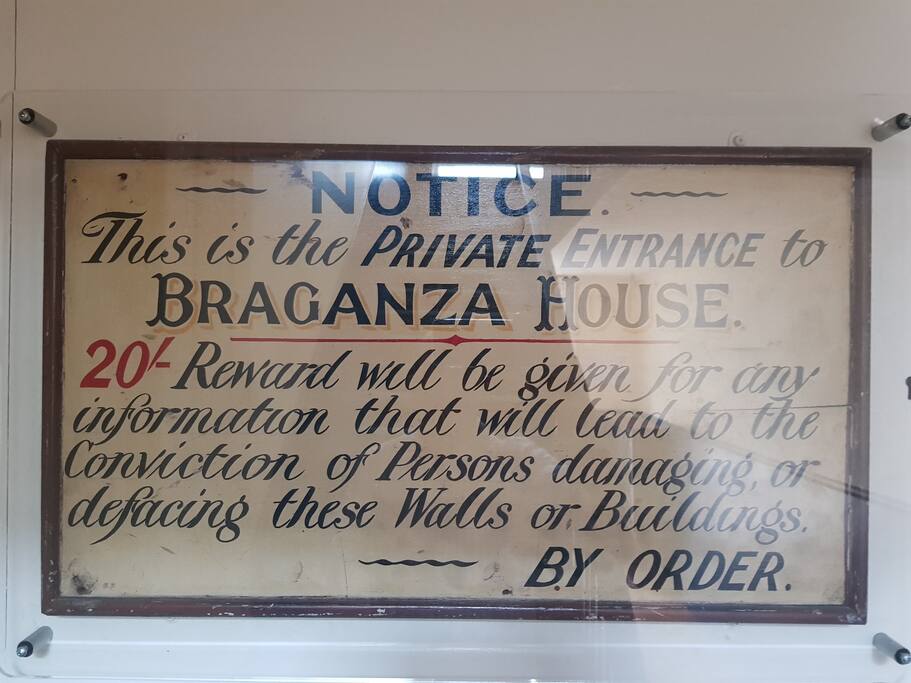 NOTICE.
This is the PRIVATE ENTRANCE to
BRAGANZA HOUSE.
20/- Reward will be given for any
information that will lead to the
Conviction of Persons damaging, or
defacing these Walls or Buildings.
BY ORDER.